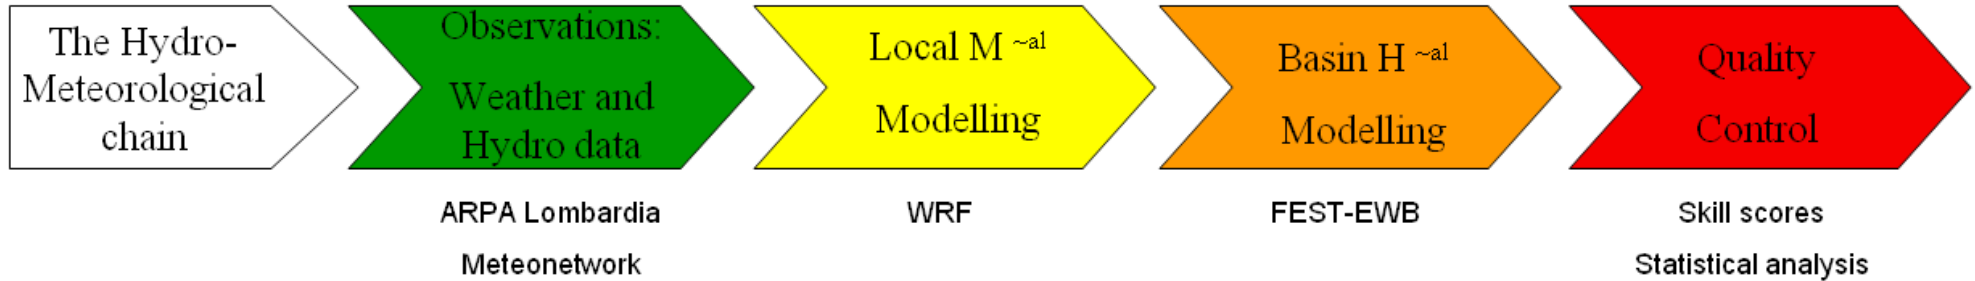 The Hydro-
Meteorological
chain
Observations:
Weather and
Hydro data
Local M ~al
Modelling
Basin H ~al
Modelling
Quality
Control
ARPA Lombardia
Meteonetwork
WRF
FEST-EWB
Skill scores
Statistical analysis